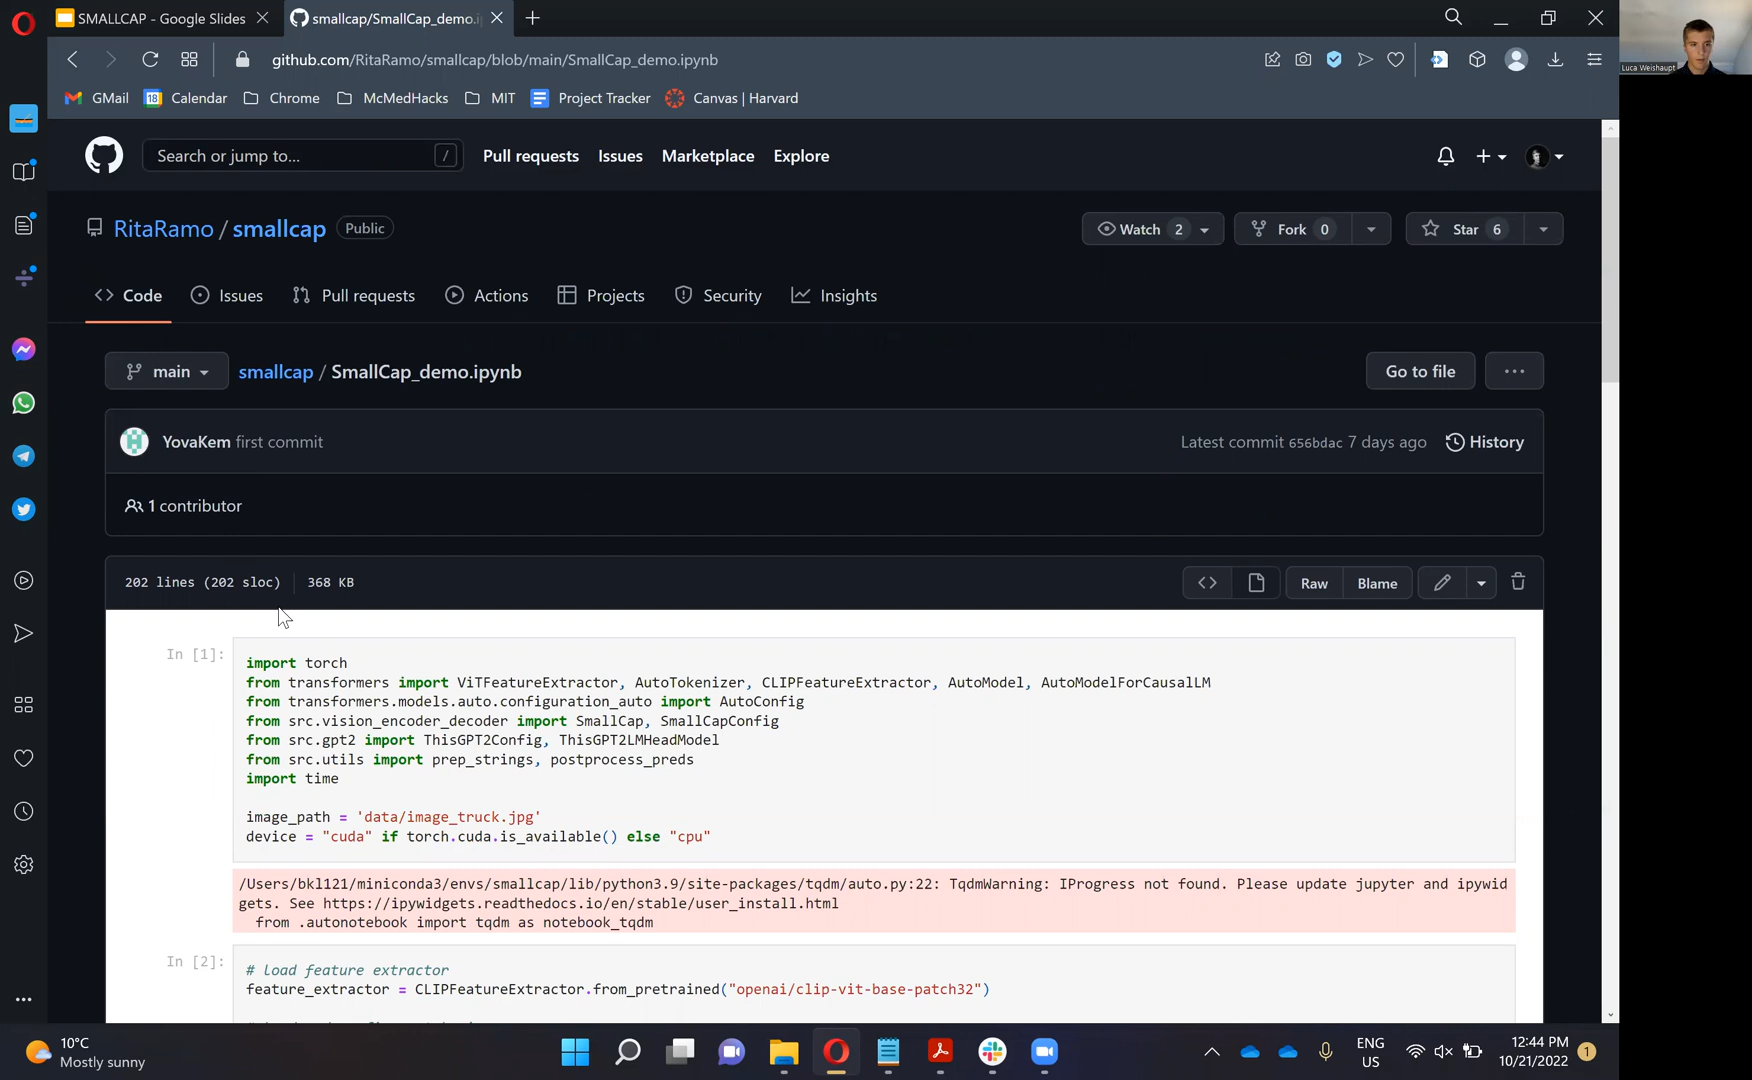 SMALLCAP - Google Slides
smallcap/SmallCap_demo.i
github.com/RitaRamo/smallcap/blob/main/SmallCap_demo.ipynb
GMail
18 Calendar
Chrome
McMedHacks
MIT
Project Tracker
Canvas | Harvard
Luca Weishaupt
Search or jump to...
/
Pull requests
Issues
Marketplace
Explore
RitaRamo / smallcap
Public
Watch 2
Fork 0
Star 6
Code
Issues
Pull requests
Actions
Projects
Security
Insights
main
smallcap / SmallCap_demo.ipynb
Go to file
YovaKem first commit
Latest commit 656bdac 7 days ago
History
1 contributor
202 lines (202 sloc)
368 KB
Raw
Blame
In [1]:
import torch
from transformers import ViTFeatureExtractor, AutoTokenizer, CLIPFeatureExtractor, AutoModel, AutoModelForCausalLM
from transformers.models.auto.configuration_auto import AutoConfig
from src.vision_encoder_decoder import SmallCap, SmallCapConfig
from src.gpt2 import ThisGPT2Config, ThisGPT2LMHeadModel
from src.utils import prep_strings, postprocess_preds
import time
image_path = 'data/image_truck.jpg'
device = "cuda" if torch.cuda.is_available() else "cpu"
/Users/bkl121/miniconda3/envs/smallcap/lib/python3.9/site-packages/tqdm/auto.py:22: TqdmWarning: IProgress not found. Please update jupyter and ipywid
gets. See https://ipywidgets.readthedocs.io/en/stable/user_install.html
from .autonotebook import tqdm as notebook_tqdm
In [2]:
# load feature extractor
feature_extractor = CLIPFeatureExtractor.from_pretrained("openai/clip-vit-base-patch32")
10°C
Mostly sunny
ENG
US
12:44 PM
10/21/2022
1